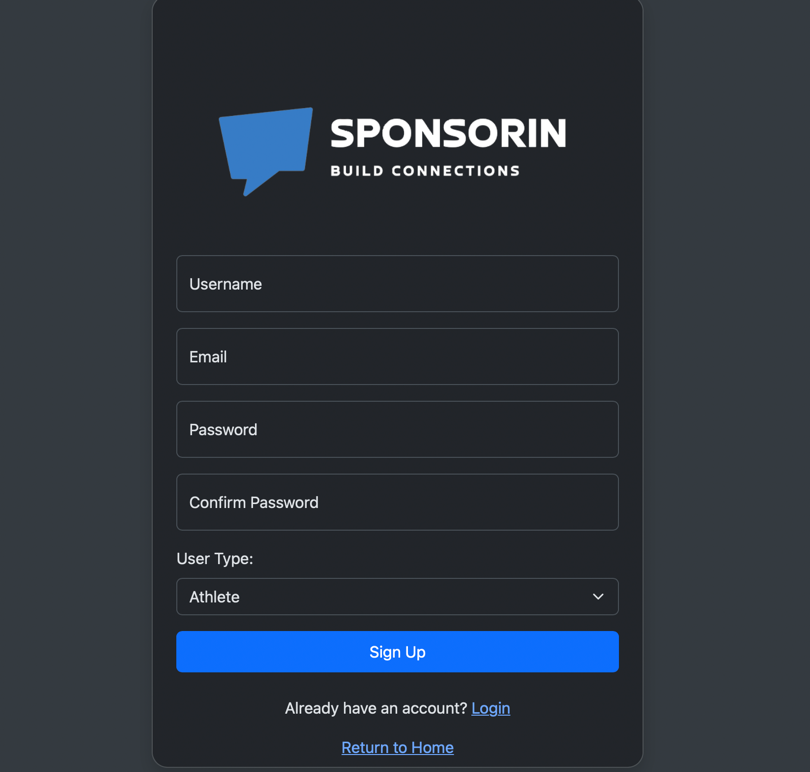 SPONSORIN
BUILD CONNECTIONS
Username
Email
Password
Confirm Password
User Type:
Athlete
Sign Up
Already have an account? Login
Return to Home